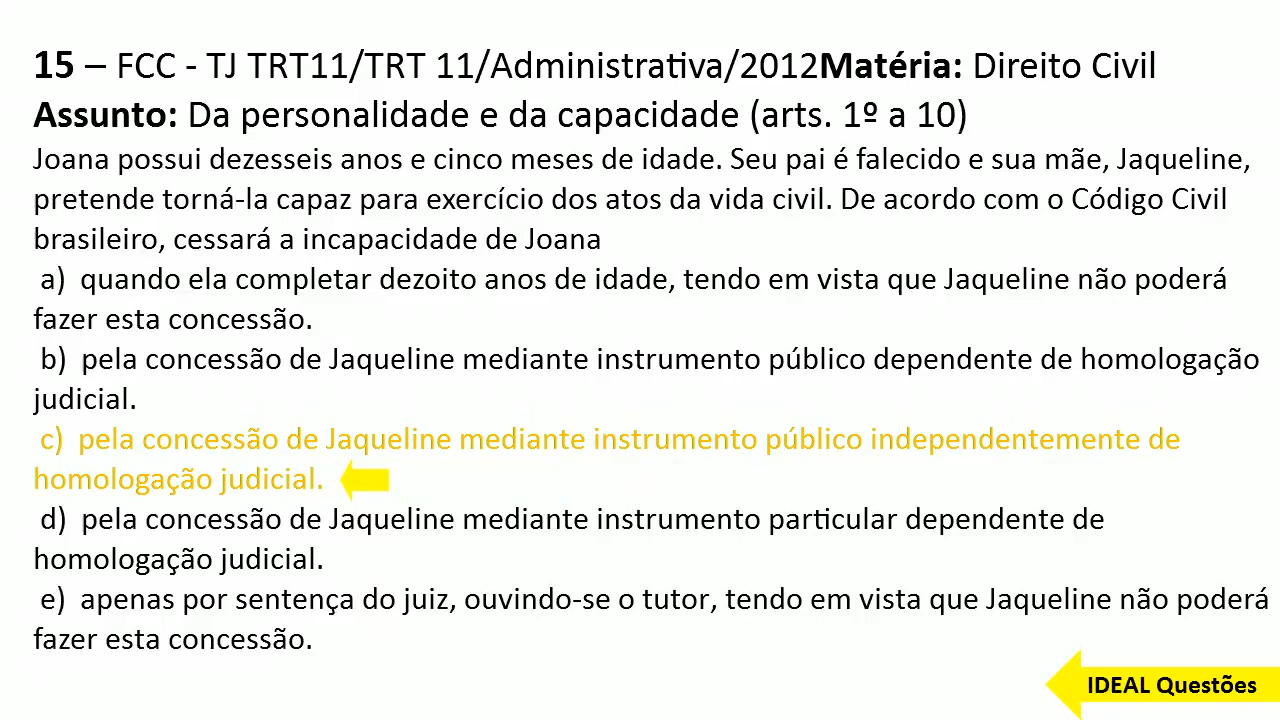 15 – FCC - TJ TRT11/TRT 11/Administrativa/2012Matéria: Direito Civil
Assunto: Da personalidade e da capacidade (arts. 1º a 10)
Joana possui dezesseis anos e cinco meses de idade. Seu pai é falecido e sua mãe, Jaqueline,
pretende torná-la capaz para exercício dos atos da vida civil. De acordo com o Código Civil
brasileiro, cessará a incapacidade de Joana
a) quando ela completar dezoito anos de idade, tendo em vista que Jaqueline não poderá
fazer esta concessão.
b) pela concessão de Jaqueline mediante instrumento público dependente de homologação
judicial.
c) pela concessão de Jaqueline mediante instrumento público independentemente de
homologação judicial.
d) pela concessão de Jaqueline mediante instrumento particular dependente de
homologação judicial.
e) apenas por sentença do juiz, ouvindo-se o tutor, tendo em vista que Jaqueline não poderá
fazer esta concessão.
IDEAL Questões